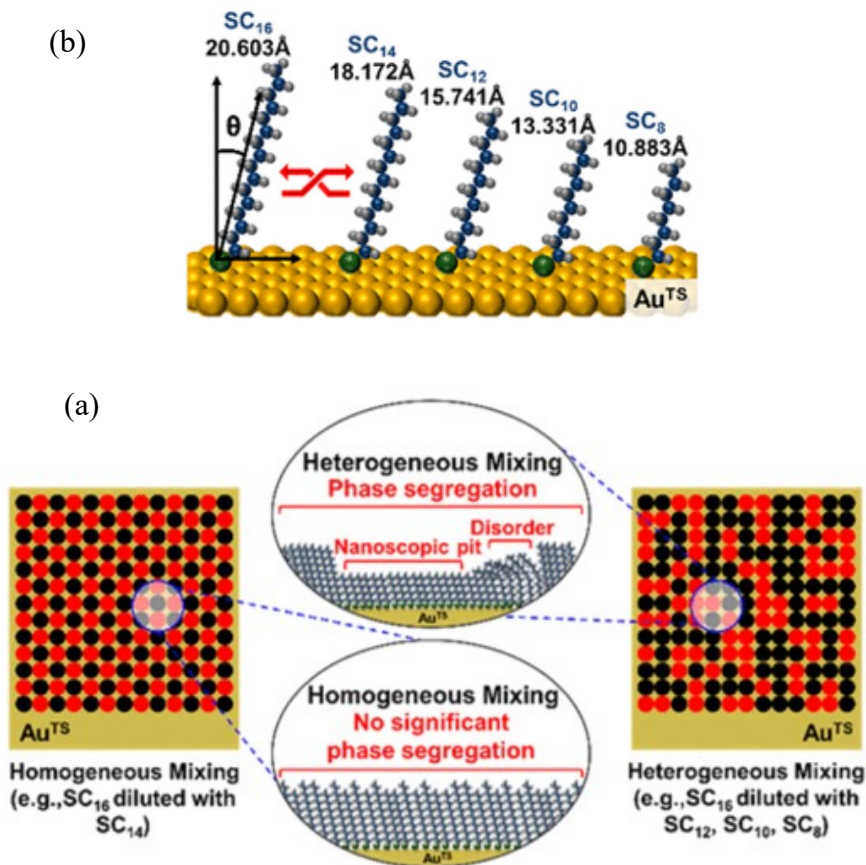 (b)
SC₁₆
20.603Å
SC₁₄
18.172Å
SC₁₂
15.741Å
SC₁₀
13.331Å
SC₈
10.883Å
θ
Auᵀˢ
(a)
Heterogeneous Mixing
Phase segregation
Disorder
Nanoscopic pit
Auᵀˢ
Homogeneous Mixing
No significant
phase segregation
Auᵀˢ
Auᵀˢ
Homogeneous Mixing
(e.g.,SC₁₆ diluted with
SC₁₄)
Auᵀˢ
Heterogeneous Mixing
(e.g.,SC₁₆ diluted with
SC₁₂, SC₁₀, SC₈)